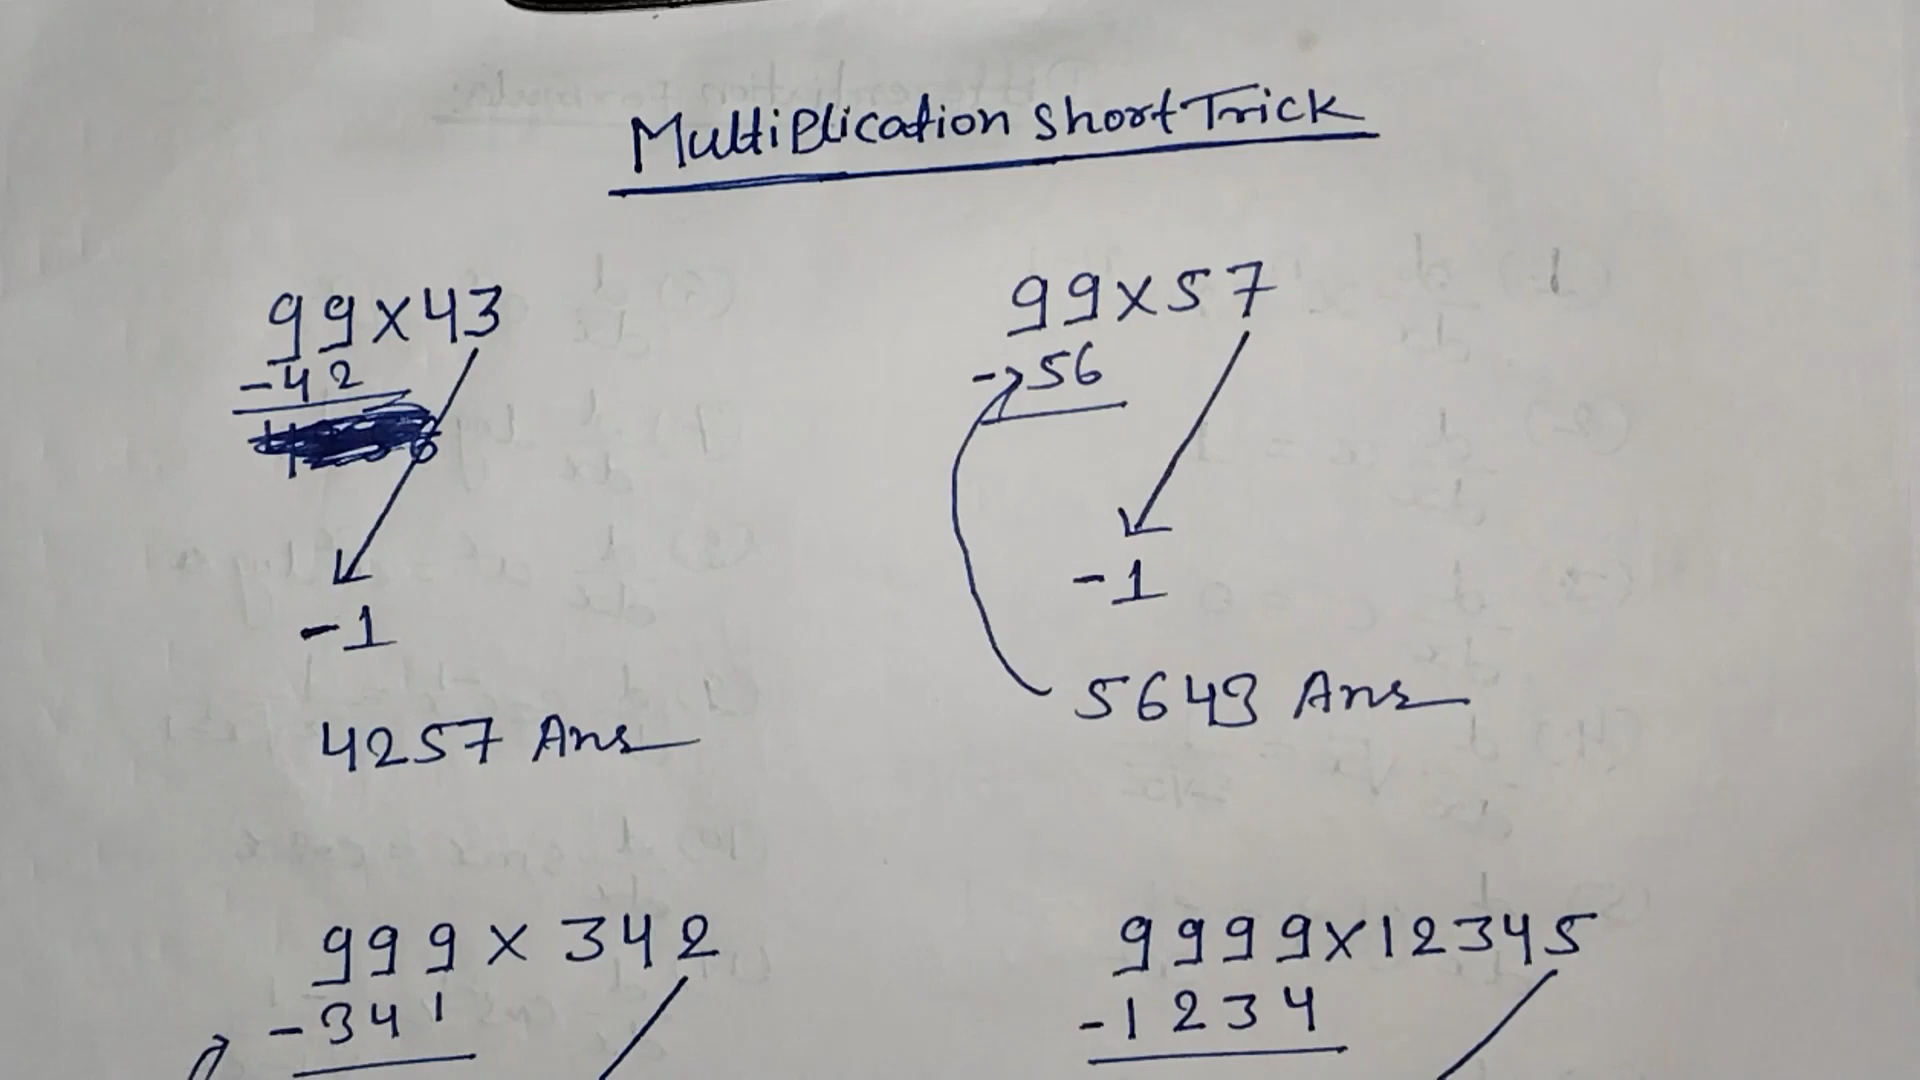 Multiplication short Trick
99x43
-42
-1
4257 Ans
99x57
-56
-1
5643 Ans
999 x 342
-341
9999x12345
-1234